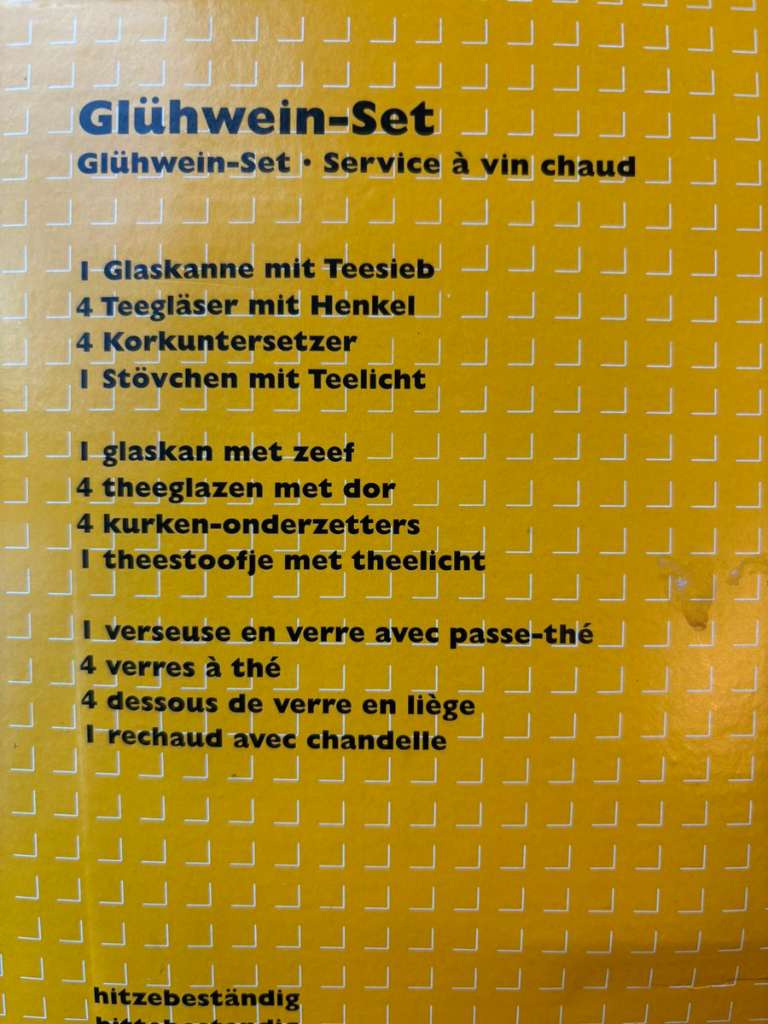 Glühwein-Set
Glühwein-Set · Service à vin chaud
1 Glaskanne mit Teesieb
4 Teegläser mit Henkel
4 Korkuntersetzer
1 Stövchen mit Teelicht
1 glaskan met zeef
4 theeglazen met dor
4 kurken-onderzetters
1 theestoofje met theelicht
1 verseuse en verre avec passe-thé
4 verres à thé
4 dessous de verre en liège
1 rechaud avec chandelle
hitzebeständig